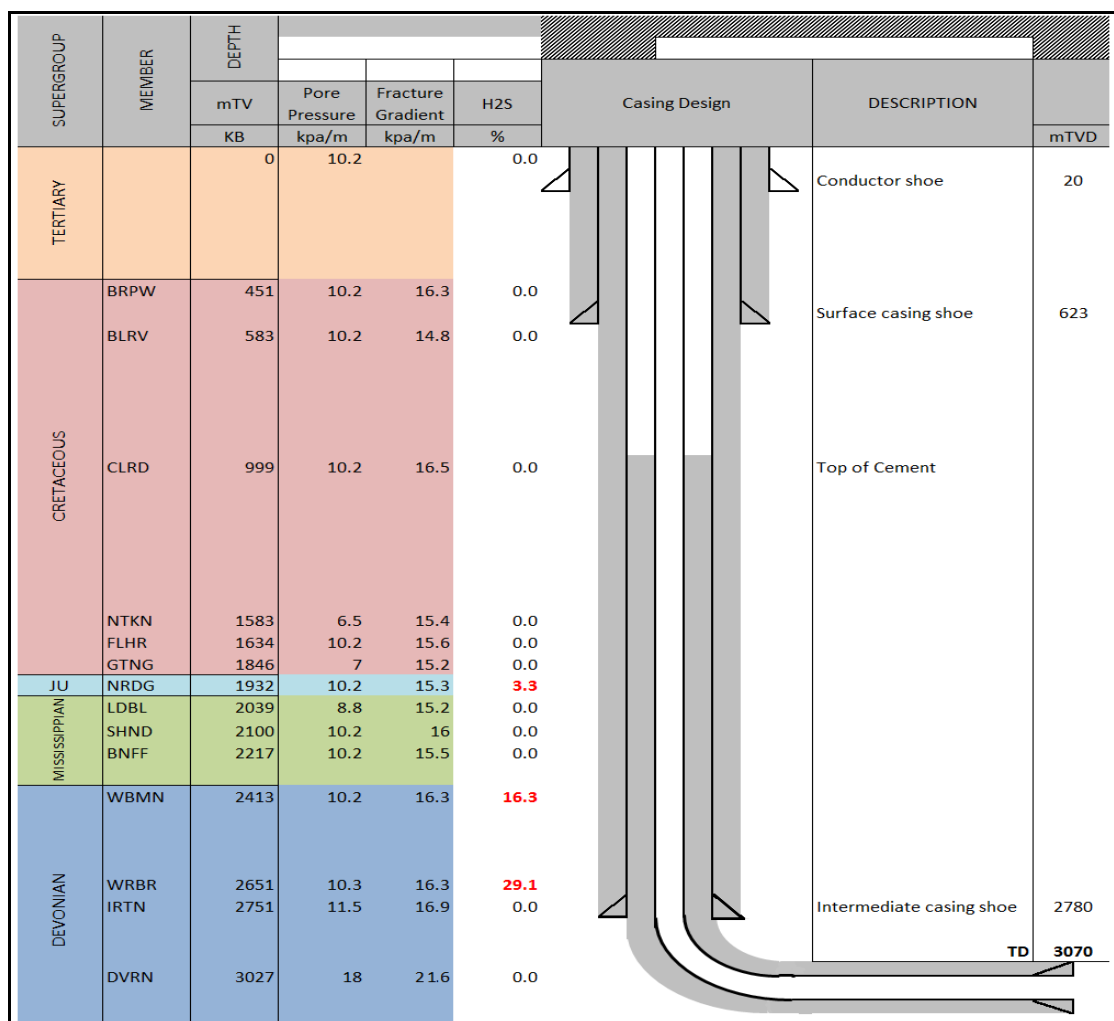 SUPERGROUP MEMBER DEPTH
mTV Pore Pressure Fracture Gradient H2S Casing Design DESCRIPTION
KB kpa/m kpa/m % mTVD
TERTIARY 0 10.2 0.0
Conductor shoe 20
CRETACEOUS
BRPW 451 10.2 16.3 0.0
Surface casing shoe 623
BLRV 583 10.2 14.8 0.0
CLRD 999 10.2 16.5 0.0 Top of Cement
NTKN 1583 6.5 15.4 0.0
FLHR 1634 10.2 15.6 0.0
GTNG 1846 7 15.2 0.0
JU NRDG 1932 10.2 15.3 3.3
MISSISSIPPIAN
LDBL 2039 8.8 15.2 0.0
SHND 2100 10.2 16 0.0
BNFF 2217 10.2 15.5 0.0
DEVONIAN
WBMN 2413 10.2 16.3 16.3
WRBR 2651 10.3 16.3 29.1
IRTN 2751 11.5 16.9 0.0 Intermediate casing shoe 2780
TD 3070
DVRN 3027 18 21.6 0.0